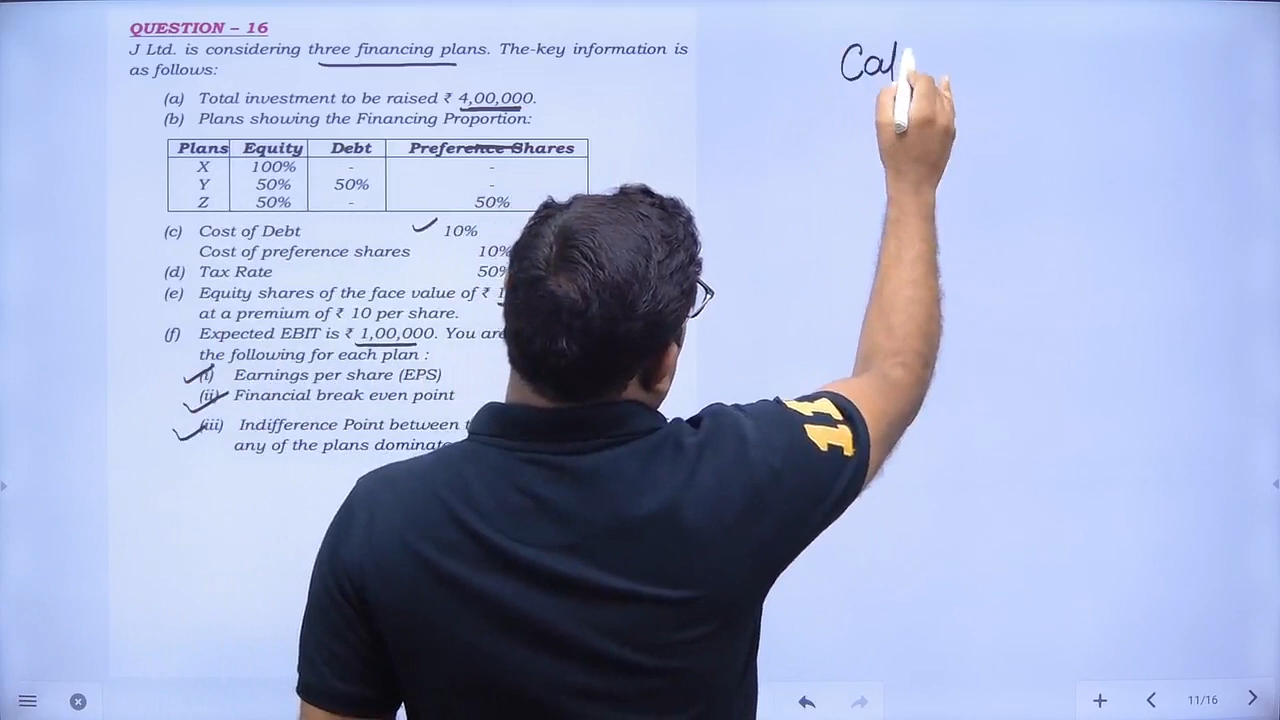 QUESTION – 16
J Ltd. is considering three financing plans. The-key information is
as follows:
(a) Total investment to be raised ₹ 4,00,000.
(b) Plans showing the Financing Proportion:
Plans Equity Debt Preference Shares
X 100% - -
Y 50% 50% -
Z 50% - 50%
(c) Cost of Debt 10%
Cost of preference shares 10%
(d) Tax Rate 50%
(e) Equity shares of the face value of ₹
at a premium of ₹ 10 per share.
(f) Expected EBIT is ₹ 1,00,000. You are
the following for each plan :
(i) Earnings per share (EPS)
(ii) Financial break even point
(iii) Indifference Point between
any of the plans
Cal
11
11/16